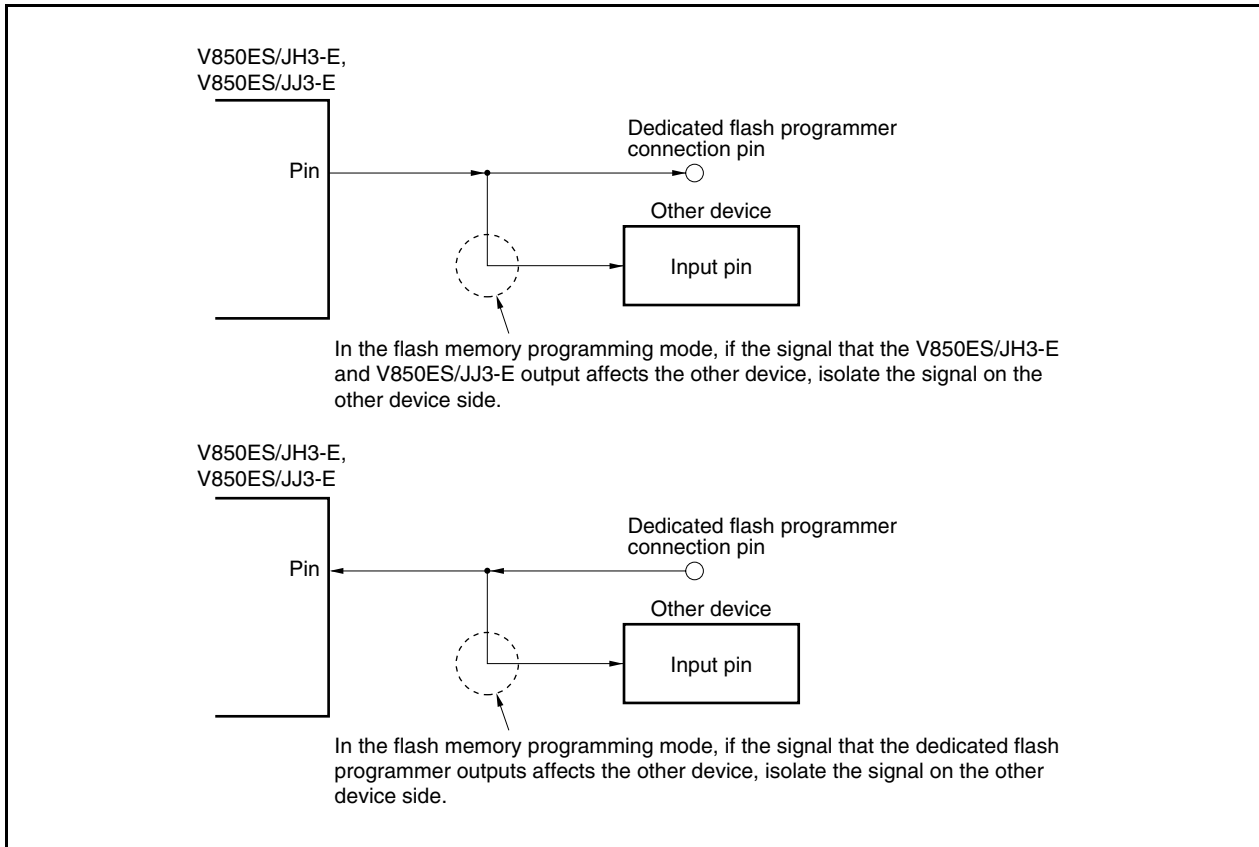 V850ES/JH3-E,
V850ES/JJ3-E
Pin
Dedicated flash programmer
connection pin
Other device
Input pin
In the flash memory programming mode, if the signal that the V850ES/JH3-E
and V850ES/JJ3-E output affects the other device, isolate the signal on the
other device side.
V850ES/JH3-E,
V850ES/JJ3-E
Pin
Dedicated flash programmer
connection pin
Other device
Input pin
In the flash memory programming mode, if the signal that the dedicated flash
programmer outputs affects the other device, isolate the signal on the other
device side.